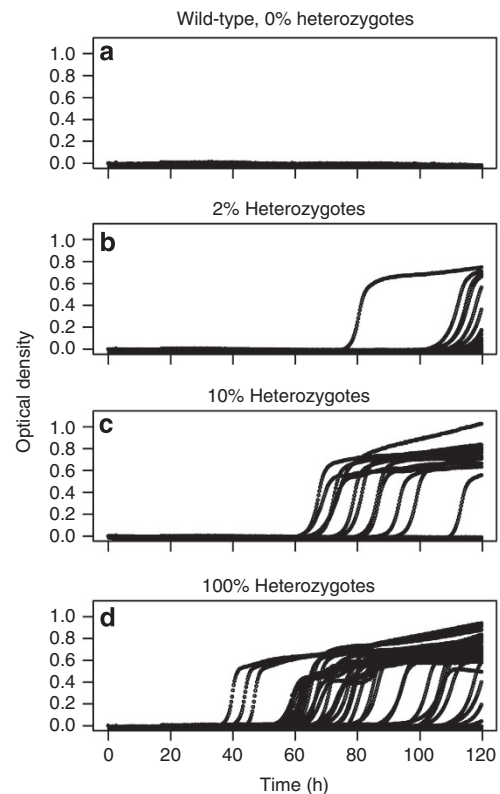 Wild-type, 0% heterozygotes
a
1.0
0.8
0.6
0.4
0.2
0.0
2% Heterozygotes
b
1.0
0.8
0.6
0.4
0.2
0.0
Optical density
10% Heterozygotes
c
1.0
0.8
0.6
0.4
0.2
0.0
100% Heterozygotes
d
1.0
0.8
0.6
0.4
0.2
0.0
0 20 40 60 80 100 120
Time (h)